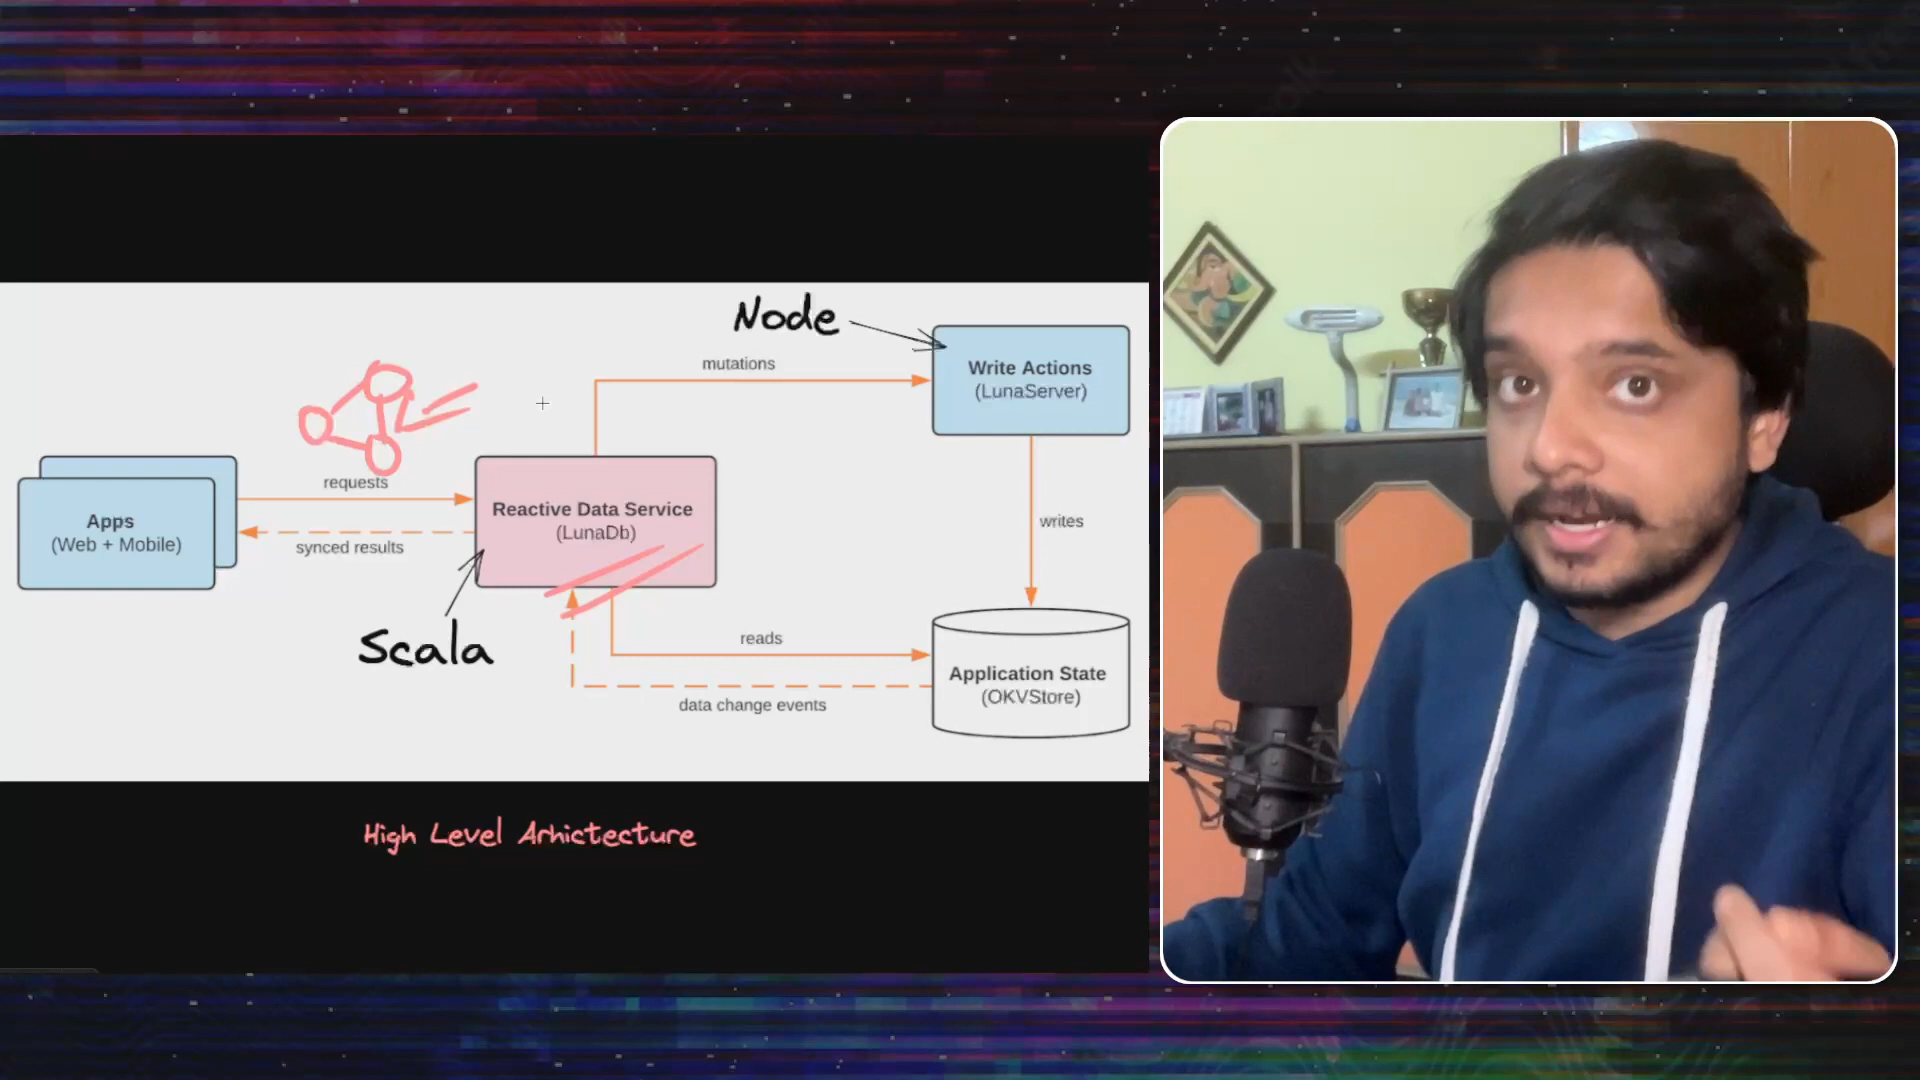 Node
Write Actions
(LunaServer)
mutations
requests
Apps
(Web + Mobile)
Reactive Data Service
(LunaDb)
synced results
writes
Scala
reads
Application State
(OKVStore)
data change events
High Level Arhictecture